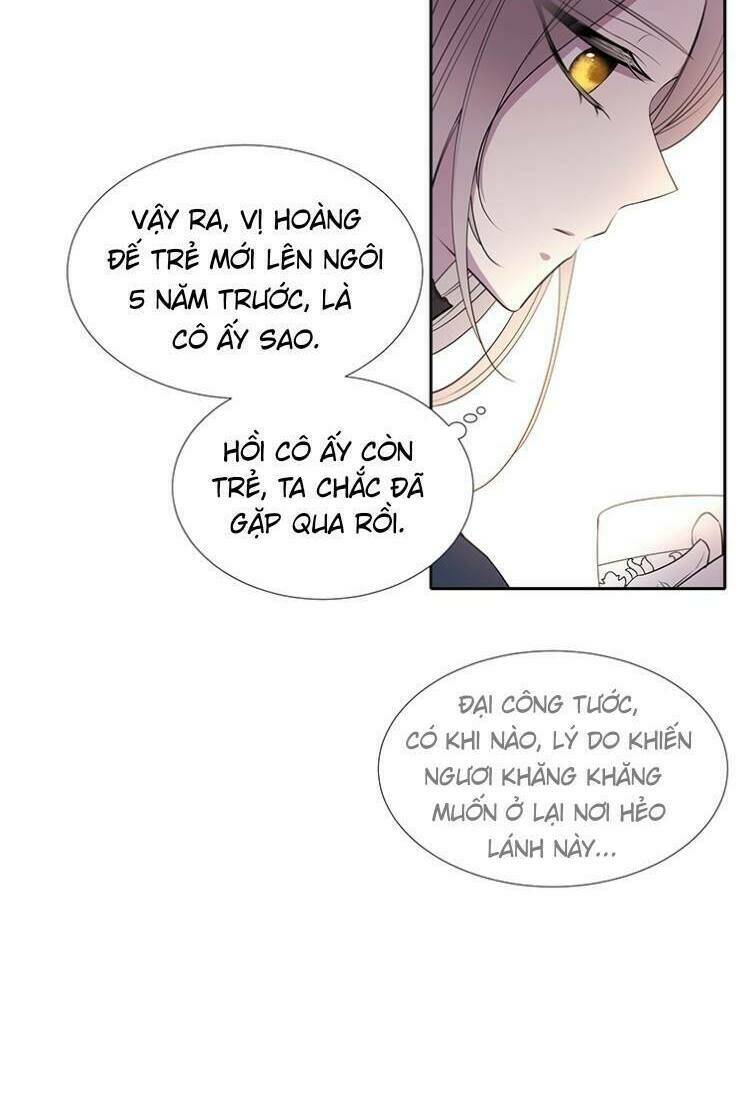 VẬY RA, VỊ HOÀNG
ĐẾ TRẺ MỚI LÊN NGÔI
5 NĂM TRƯỚC, LÀ
CÔ ẤY SAO.
HỒI CÔ ẤY CÒN
TRẺ, TA CHẮC ĐÃ
GẶP QUA RỒI.
ĐẠI CÔNG TƯỚC,
CÓ KHI NÀO, LÝ DO KHIẾN
NGƯƠI KHĂNG KHĂNG
MUỐN Ở LẠI NƠI HẺO
LÁNH NÀY...